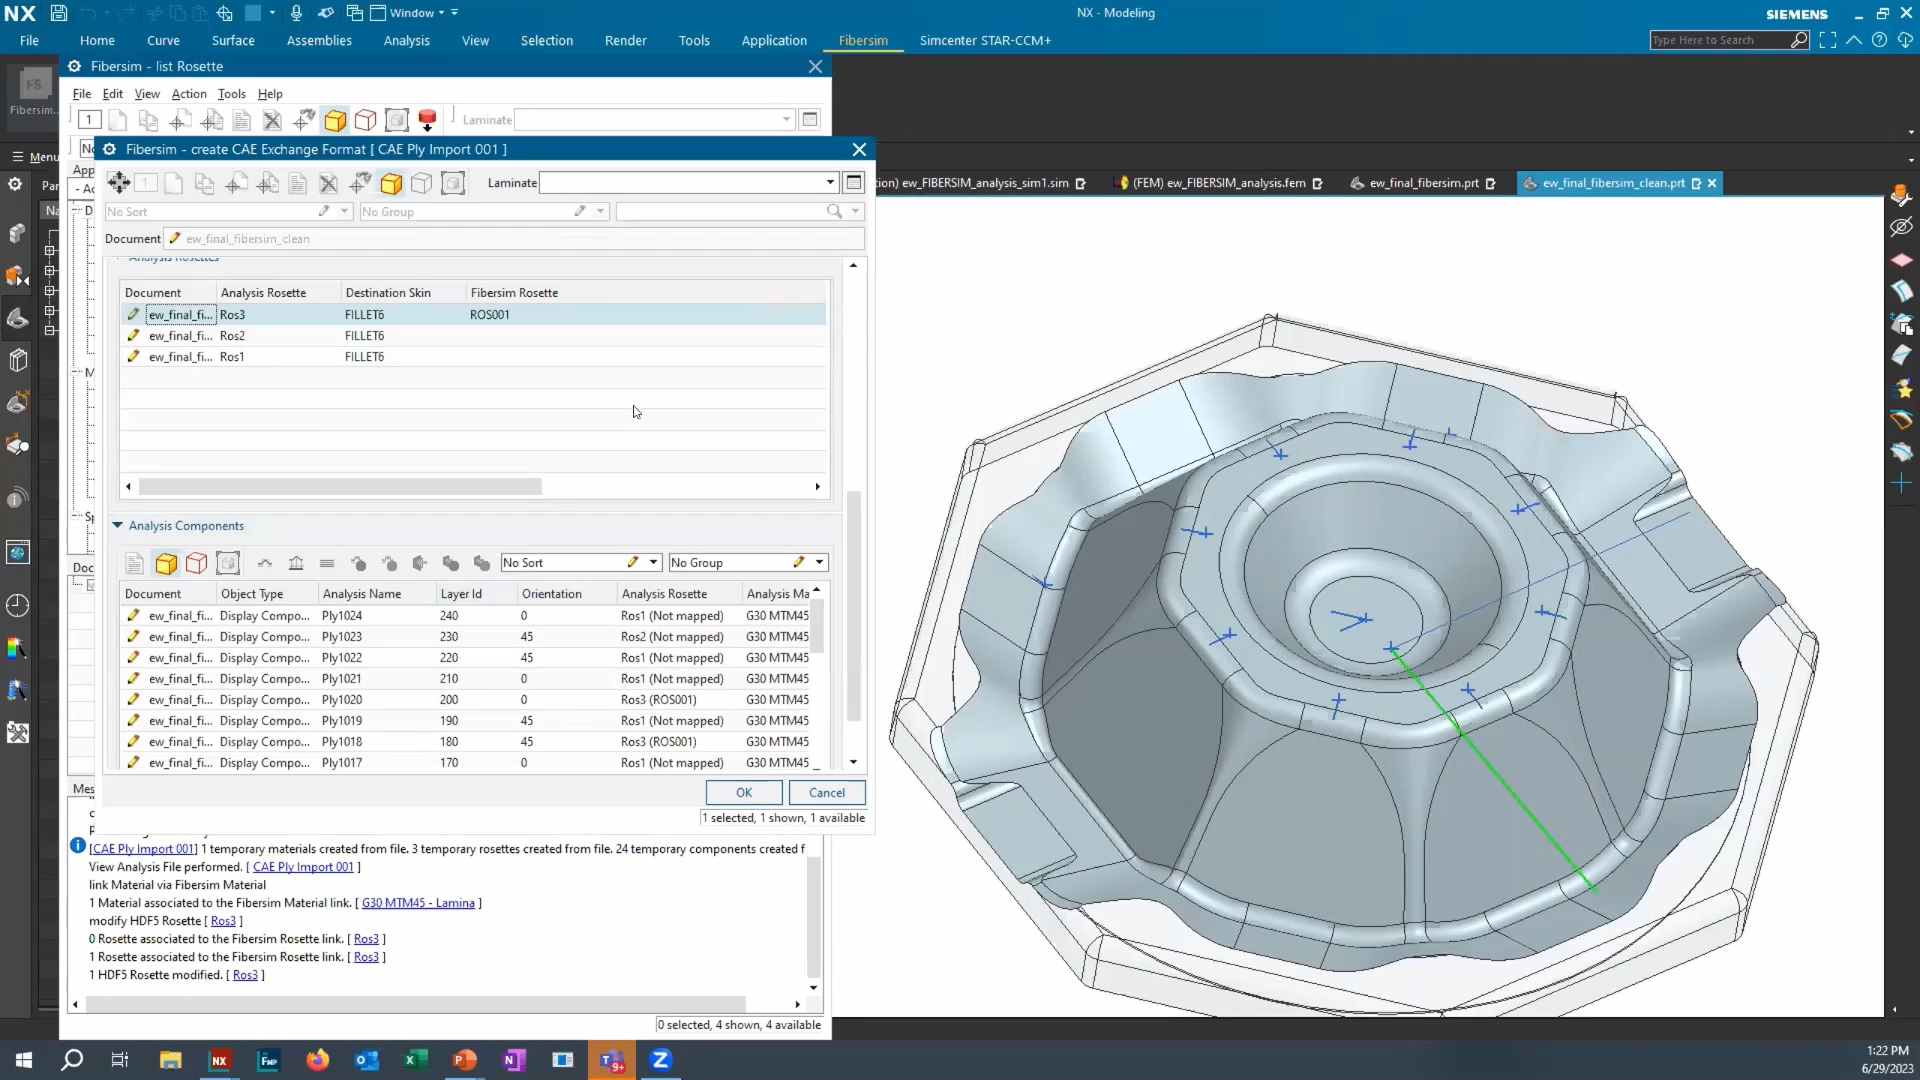 NX
Window
NX - Modeling
SIEMENS
File Home Curve Surface Assemblies Analysis View Selection Render Tools Application Fibersim Simcenter STAR-CCM+
Type Here to Search
FS
Fibersim...
Fibersim - list Rosette
File Edit View Action Tools Help
1
Laminate
Menu
Fibersim - create CAE Exchange Format [ CAE Ply Import 001 ]
1
Laminate
No Sort No Group
Document ew_final_fibersim_clean
ew_FIBERSIM_analysis_sim1.sim
(FEM) ew_FIBERSIM_analysis.fem
ew_final_fibersim.prt
ew_final_fibersim_clean.prt
Analysis Rosettes
Document Analysis Rosette Destination Skin Fibersim Rosette
ew_final_fi... Ros3 FILLET6 ROS001
ew_final_fi... Ros2 FILLET6
ew_final_fi... Ros1 FILLET6
Analysis Components
No Sort No Group
Document Object Type Analysis Name Layer Id Orientation Analysis Rosette Analysis Ma
ew_final_fi... Display Compo... Ply1024 240 0 Ros1 (Not mapped) G30 MTM45
ew_final_fi... Display Compo... Ply1023 230 45 Ros2 (Not mapped) G30 MTM45
ew_final_fi... Display Compo... Ply1022 220 45 Ros1 (Not mapped) G30 MTM45
ew_final_fi... Display Compo... Ply1021 210 0 Ros1 (Not mapped) G30 MTM45
ew_final_fi... Display Compo... Ply1020 200 0 Ros3 (ROS001) G30 MTM45
ew_final_fi... Display Compo... Ply1019 190 45 Ros1 (Not mapped) G30 MTM45
ew_final_fi... Display Compo... Ply1018 180 45 Ros3 (ROS001) G30 MTM45
ew_final_fi... Display Compo... Ply1017 170 0 Ros1 (Not mapped) G30 MTM45
OK Cancel
1 selected, 1 shown, 1 available
[CAE Ply Import 001] 1 temporary materials created from file. 3 temporary rosettes created from file. 24 temporary components created f
View Analysis File performed. [ CAE Ply Import 001 ]
link Material via Fibersim Material
1 Material associated to the Fibersim Material link. [ G30 MTM45 - Lamina ]
modify HDF5 Rosette [ Ros3 ]
0 Rosette associated to the Fibersim Rosette link. [ Ros3 ]
1 Rosette associated to the Fibersim Rosette link. [ Ros3 ]
1 HDF5 Rosette modified. [ Ros3 ]
0 selected, 4 shown, 4 available
NX FMP 9+
1:22 PM
6/29/2023